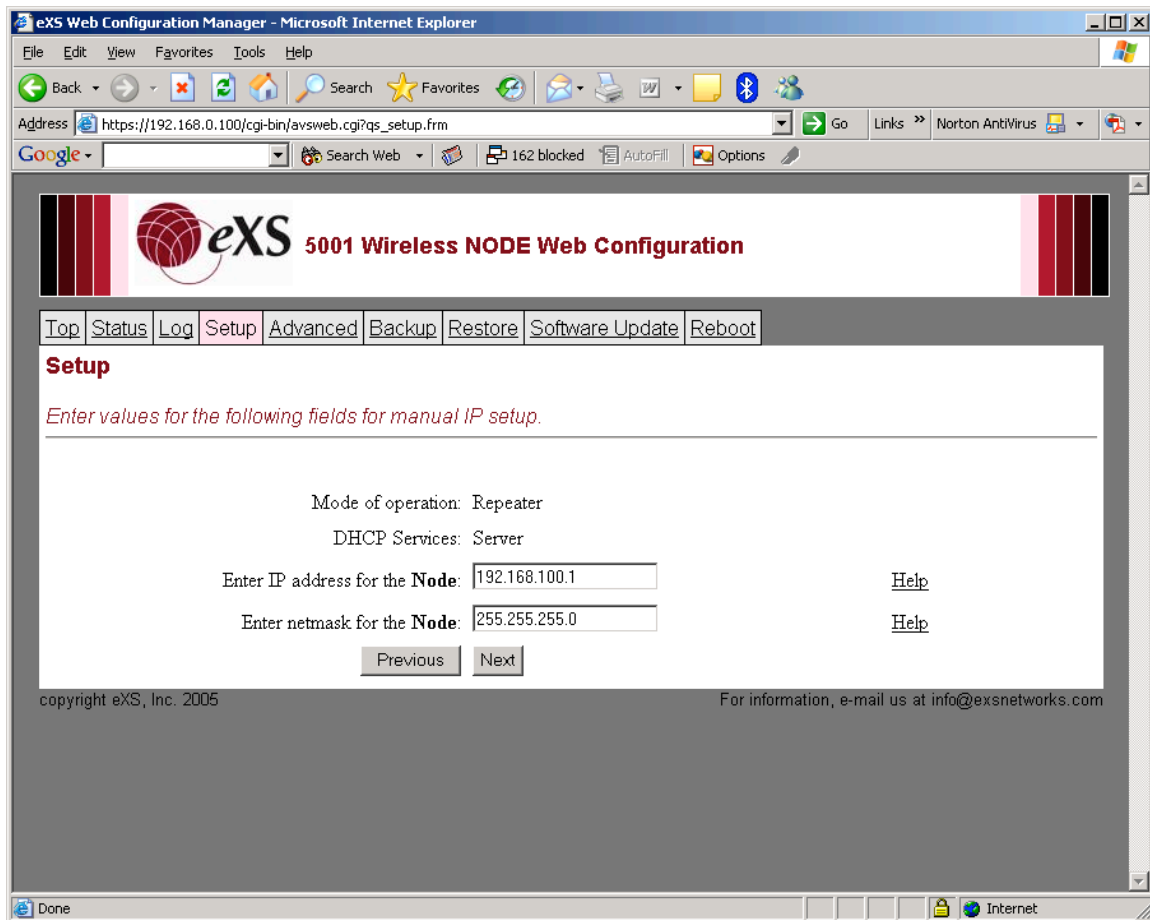 eXS Web Configuration Manager - Microsoft Internet Explorer
File Edit View Favorites Tools Help
Back Search Favorites W
Address https://192.168.0.100/cgi-bin/avsweb.cgi?qs_setup.frm Go Links » Norton AntiVirus
Google Search Web 162 blocked AutoFill Options
eXS 5001 Wireless NODE Web Configuration
Top Status Log Setup Advanced Backup Restore Software Update Reboot
Setup
Enter values for the following fields for manual IP setup.
Mode of operation: Repeater
DHCP Services: Server
Enter IP address for the Node: 192.168.100.1 Help
Enter netmask for the Node: 255.255.255.0 Help
Previous Next
copyright eXS, Inc. 2005 For information, e-mail us at info@exsnetworks.com
Done Internet